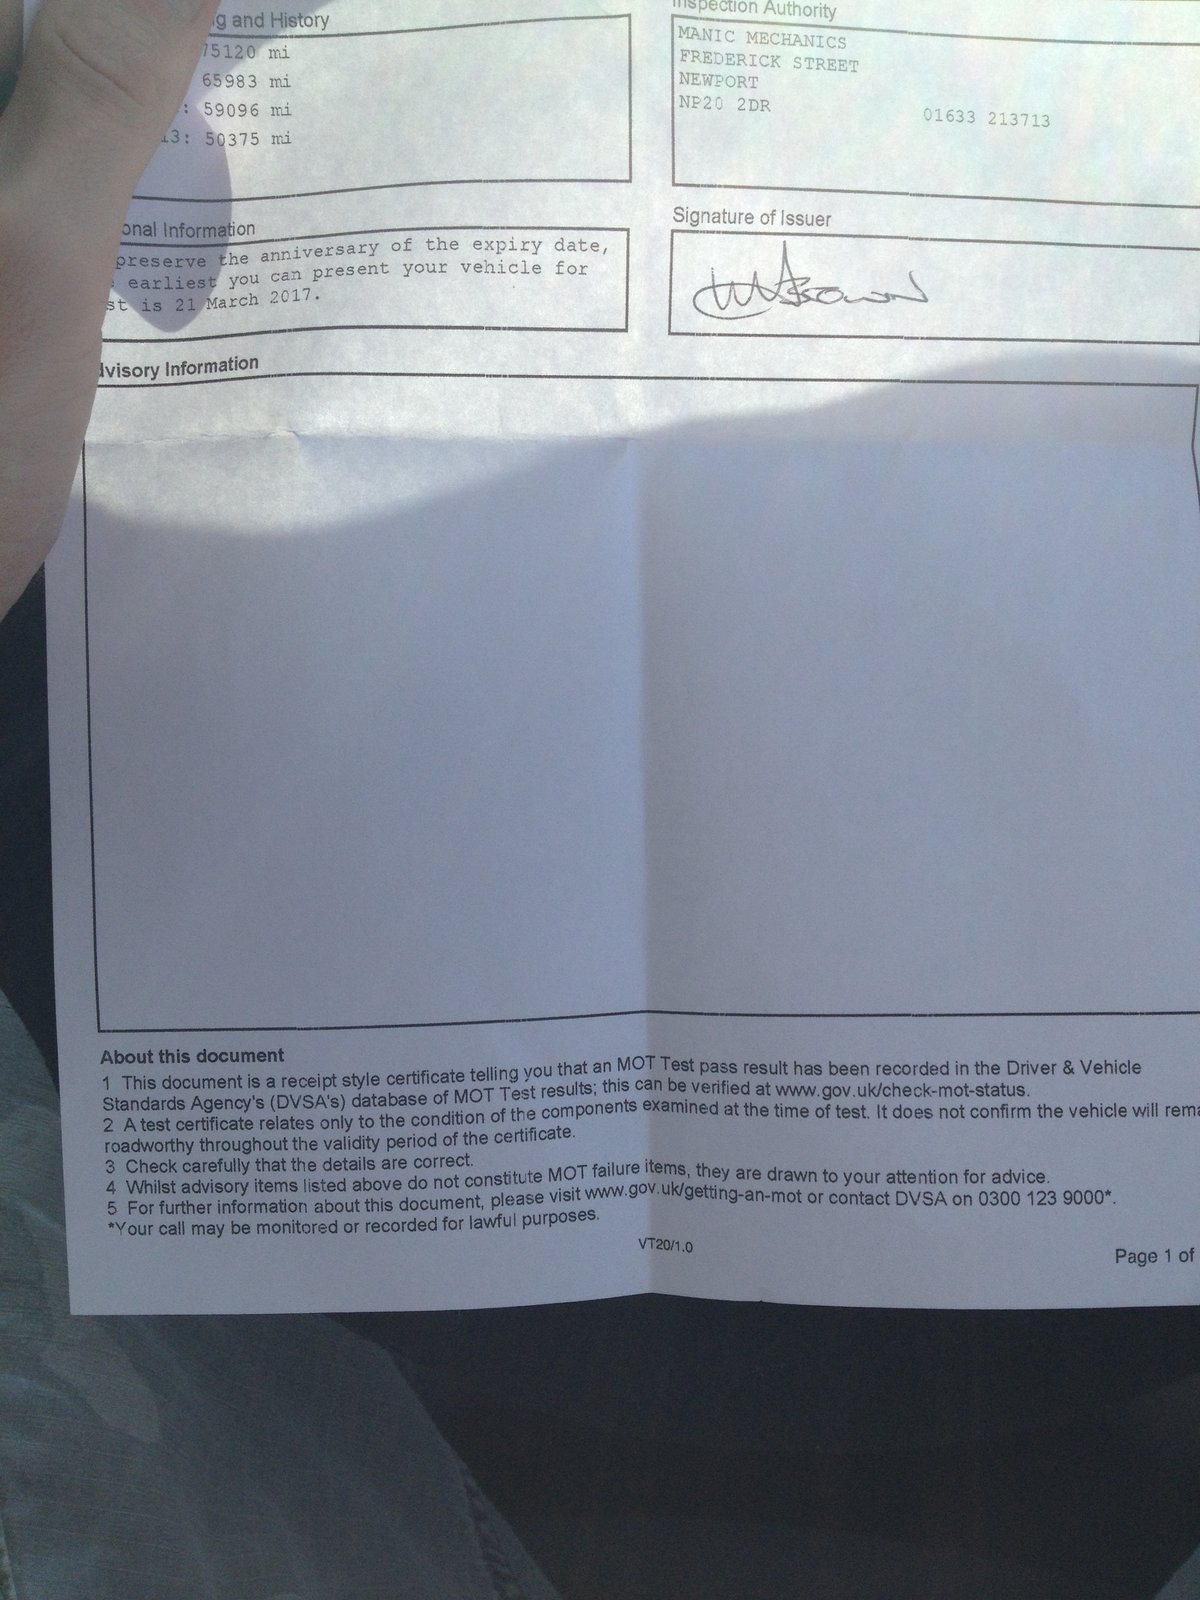 g and History
75120 mi
65983 mi
: 59096 mi
13: 50375 mi
Inspection Authority
MANIC MECHANICS
FREDERICK STREET
NEWPORT
NP20 2DR
01633 213713
onal Information
preserve the anniversary of the expiry date,
earliest you can present your vehicle for
st is 21 March 2017.
Signature of Issuer
dvisory Information
About this document
1 This document is a receipt style certificate telling you that an MOT Test pass result has been recorded in the Driver & Vehicle
Standards Agency's (DVSA's) database of MOT Test results; this can be verified at www.gov.uk/check-mot-status.
2 A test certificate relates only to the condition of the components examined at the time of test. It does not confirm the vehicle will rema
roadworthy throughout the validity period of the certificate.
3 Check carefully that the details are correct.
4 Whilst advisory items listed above do not constitute MOT failure items, they are drawn to your attention for advice.
5 For further information about this document, please visit www.gov.uk/getting-an-mot or contact DVSA on 0300 123 9000*.
*Your call may be monitored or recorded for lawful purposes.
VT20/1.0
Page 1 of